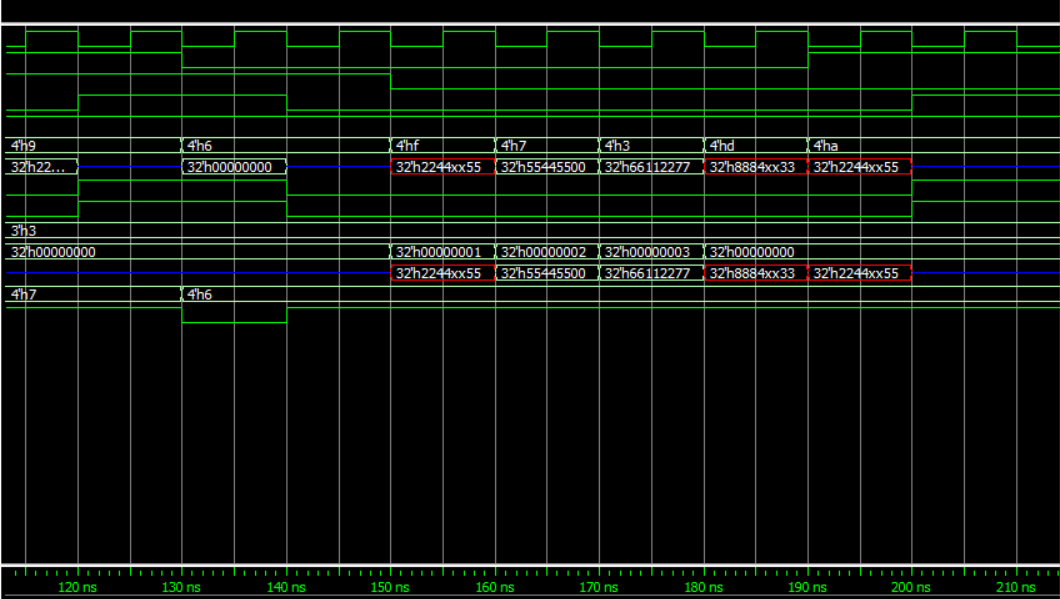 4'h9 4'h6 4'hf 4'h7 4'h3 4'hd 4'ha
32'h22... 32'h00000000 32'h2244xx55 32'h55445500 32'h66112277 32'h8884xx33 32'h2244xx55
3'h3
32'h00000000 32'h00000001 32'h00000002 32'h00000003 32'h00000000
32'h2244xx55 32'h55445500 32'h66112277 32'h8884xx33 32'h2244xx55
4'h7 4'h6
120 ns 130 ns 140 ns 150 ns 160 ns 170 ns 180 ns 190 ns 200 ns 210 ns